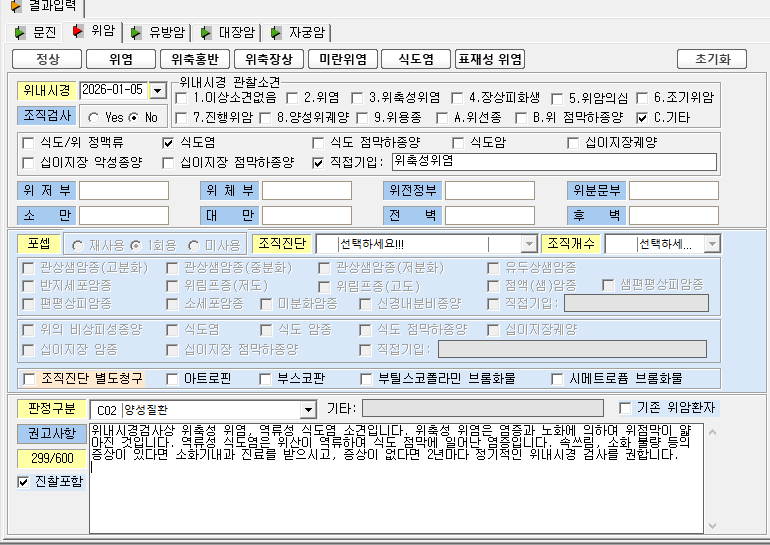 결과입력
문진 위암 유방암 대장암 자궁암
정상 위염 위축홍반 위축장상 미란위염 식도염 표재성 위염 초기화
위내시경 2026-01-05 위내시경 관찰소견
1.이상소견없음 2.위염 3.위축성위염 4.장상피화생 5.위암의심 6.조기위암
조직검사 Yes No 7.진행위암 8.양성위궤양 9.위용종 A.위선종 B.위 점막하종양 C.기타
식도/위 정맥류 식도염 식도 점막하종양 식도암 십이지장궤양
십이지장 악성종양 십이지장 점막하종양 직접기입: 위축성위염
위 저 부 위 체 부 위전정부 위분문부
소 만 대 만 전 벽 후 벽
포셉 재사용 1회용 미사용 조직진단 선택하세요!!! 조직개수 선택하세...
관상샘암종(고분화) 관상샘암종(중분화) 관상샘암종(저분화) 유두상샘암종
반지세포암종 위림프종(저도) 위림프종(고도) 점액(샘)암종 샘편평상피암종
편평상피암종 소세포암종 미분화암종 신경내분비종양 직접기입:
위의 비상피성종양 식도염 식도 암종 식도 점막하종양 십이지장궤양
십이지장 암종 십이지장 점막하종양 직접기입:
조직진단 별도청구 아트로핀 부스코판 부틸스코폴라민 브롬화물 시메트로퓸 브롬화물
판정구분 C02 양성질환 기타: 기존 위암환자
권고사항 위내시경검사상 위축성 위염, 역류성 식도염 소견입니다. 위축성 위염은 염증과 노화에 의하여 위점막이 얇
299/600 아진 것입니다. 역류성 식도염은 위산이 역류하여 식도 점막에 일어난 염증입니다. 속쓰림, 소화 불량 등의
진찰포함 증상이 있다면 소화기내과 진료를 받으시고, 증상이 없다면 2년마다 정기적인 위내시경 검사를 권합니다.